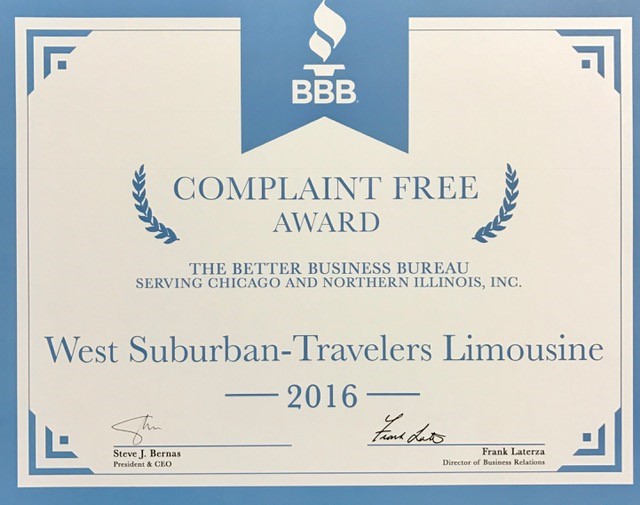 BBB
COMPLAINT FREE
AWARD
THE BETTER BUSINESS BUREAU
SERVING CHICAGO AND NORTHERN ILLINOIS, INC.
West Suburban-Travelers Limousine
2016
Steve J. Bernas
President & CEO
Frank Laterza
Director of Business Relations